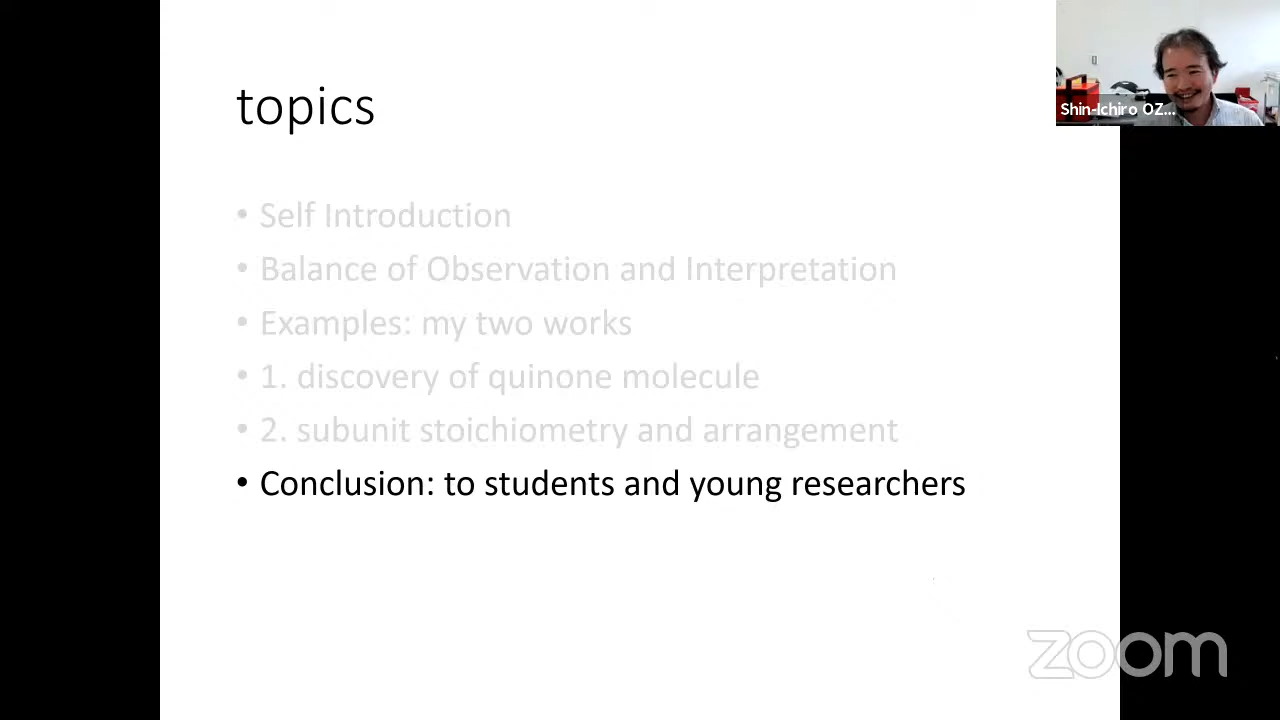 topics
• Self Introduction
• Balance of Observation and Interpretation
• Examples: my two works
• 1. discovery of quinone molecule
• 2. subunit stoichiometry and arrangement
• Conclusion: to students and young researchers
Shin-Ichiro OZ...
zoom